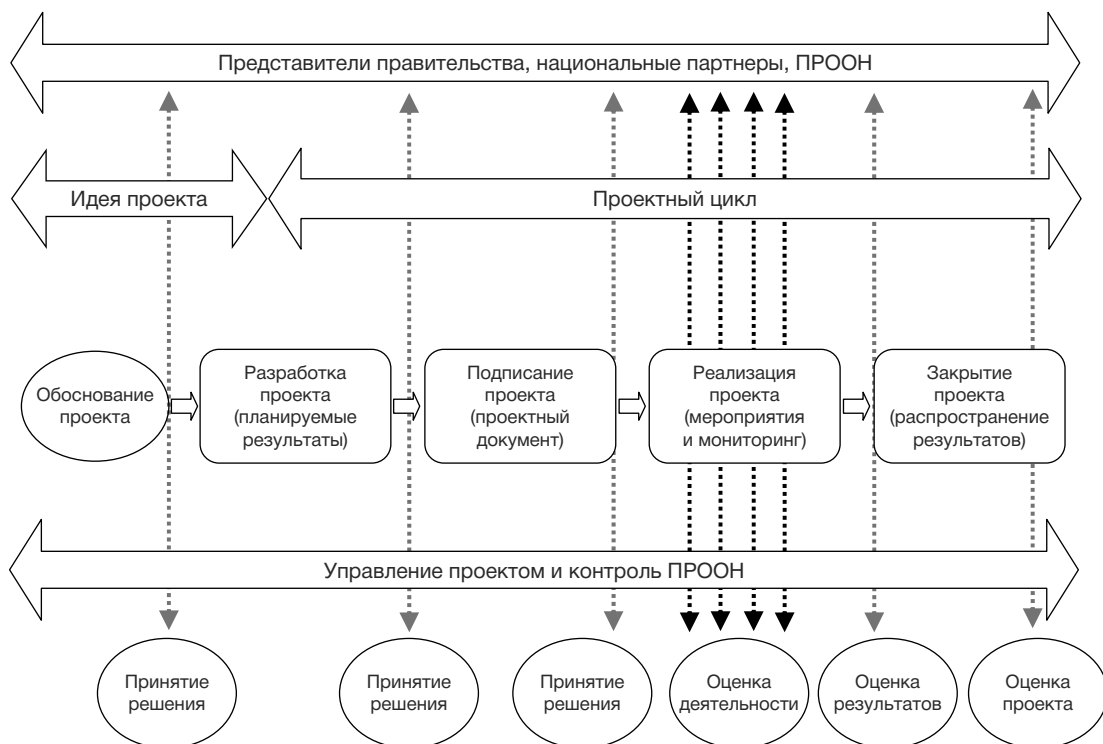 Представители правительства, национальные партнеры, ПРООН
Идея проекта
Проектный цикл
Обоснование
проекта
Разработка
проекта
(планируемые
результаты)
Подписание
проекта
(проектный
документ)
Реализация
проекта
(мероприятия
и мониторинг)
Закрытие
проекта
(распространение
результатов)
Управление проектом и контроль ПРООН
Принятие
решения
Принятие
решения
Принятие
решения
Оценка
деятельности
Оценка
результатов
Оценка
проекта